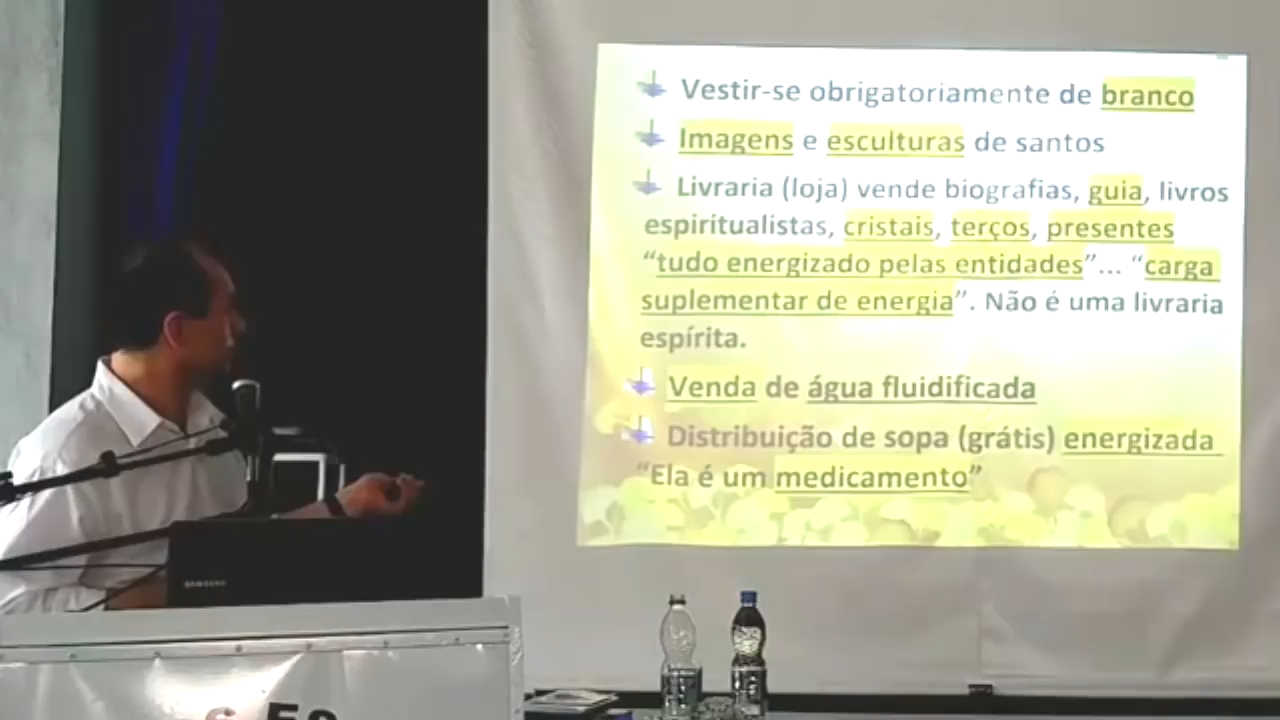 Vestir-se obrigatoriamente de branco
Imagens e esculturas de santos
Livraria (loja) vende biografias, guia, livros
espiritualistas, cristais, terços, presentes
“tudo energizado pelas entidades”... “carga
suplementar de energia”. Não é uma livraria
espírita.
Venda de água fluidificada
Distribuição de sopa (grátis) energizada
“Ela é um medicamento”
SAMSUNG